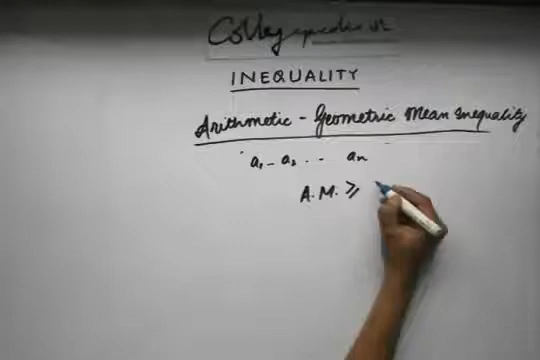 INEQUALITY
Arithmetic - Geometric Mean Inequality
a₁ - a₂ . . aₙ
A.M. ≥